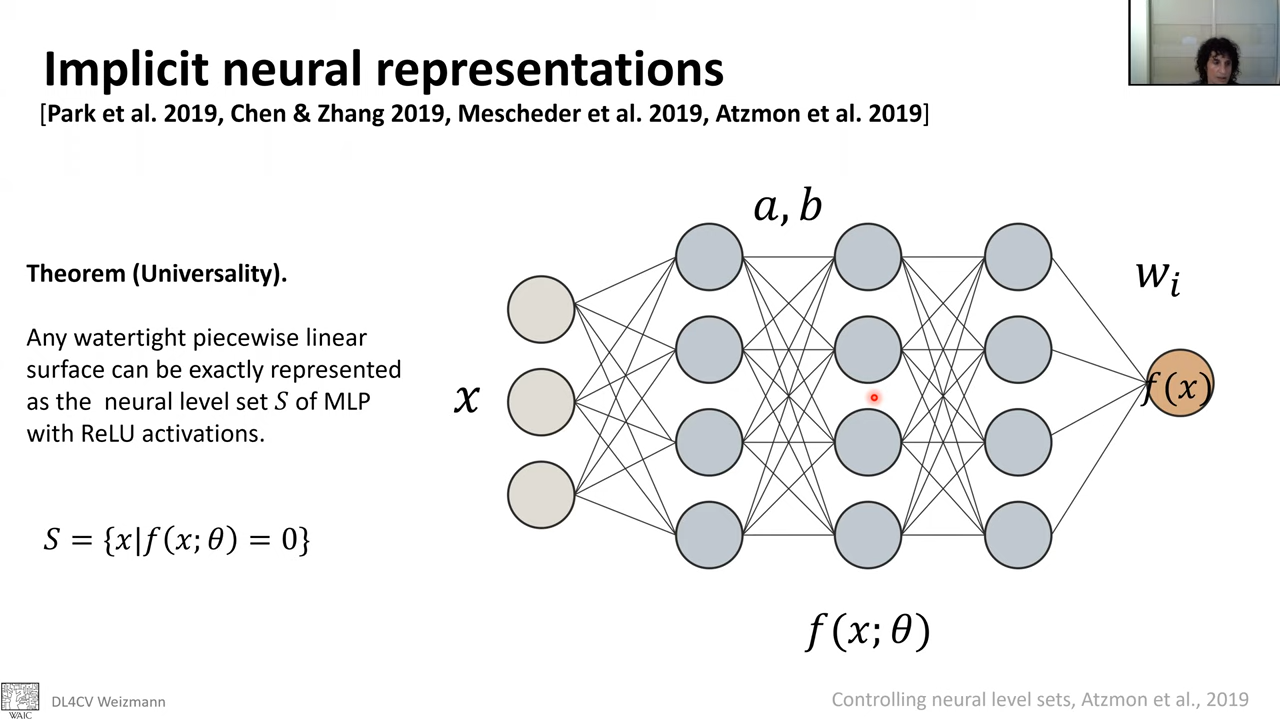 Implicit neural representations
[Park et al. 2019, Chen & Zhang 2019, Mescheder et al. 2019, Atzmon et al. 2019]
Theorem (Universality).
Any watertight piecewise linear
surface can be exactly represented
as the neural level set S of MLP
with ReLU activations.
S = {x|f(x; θ) = 0}
x
a, b
w_i
f(x)
f(x; θ)
WAIC
DL4CV Weizmann
Controlling neural level sets, Atzmon et al., 2019